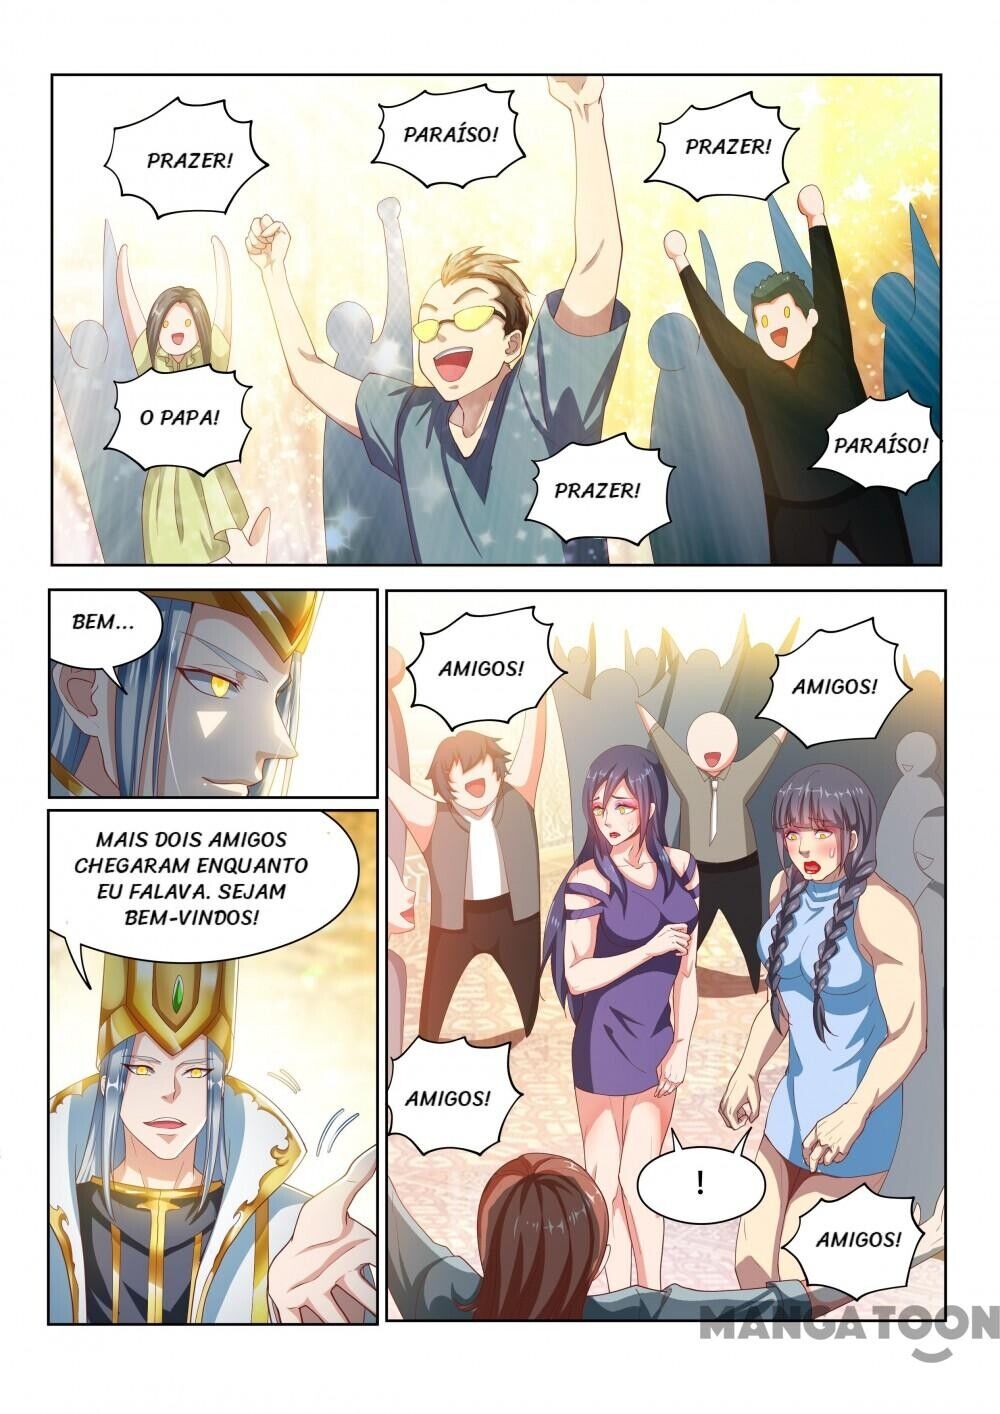 PRAZER!
PARAÍSO!
PRAZER!
O PAPA!
PRAZER!
PARAÍSO!
BEM...
MAIS DOIS AMIGOS
CHEGARAM ENQUANTO
EU FALAVA. SEJAM
BEM-VINDOS!
AMIGOS!
AMIGOS!
AMIGOS!
!
AMIGOS!
MANGATOON